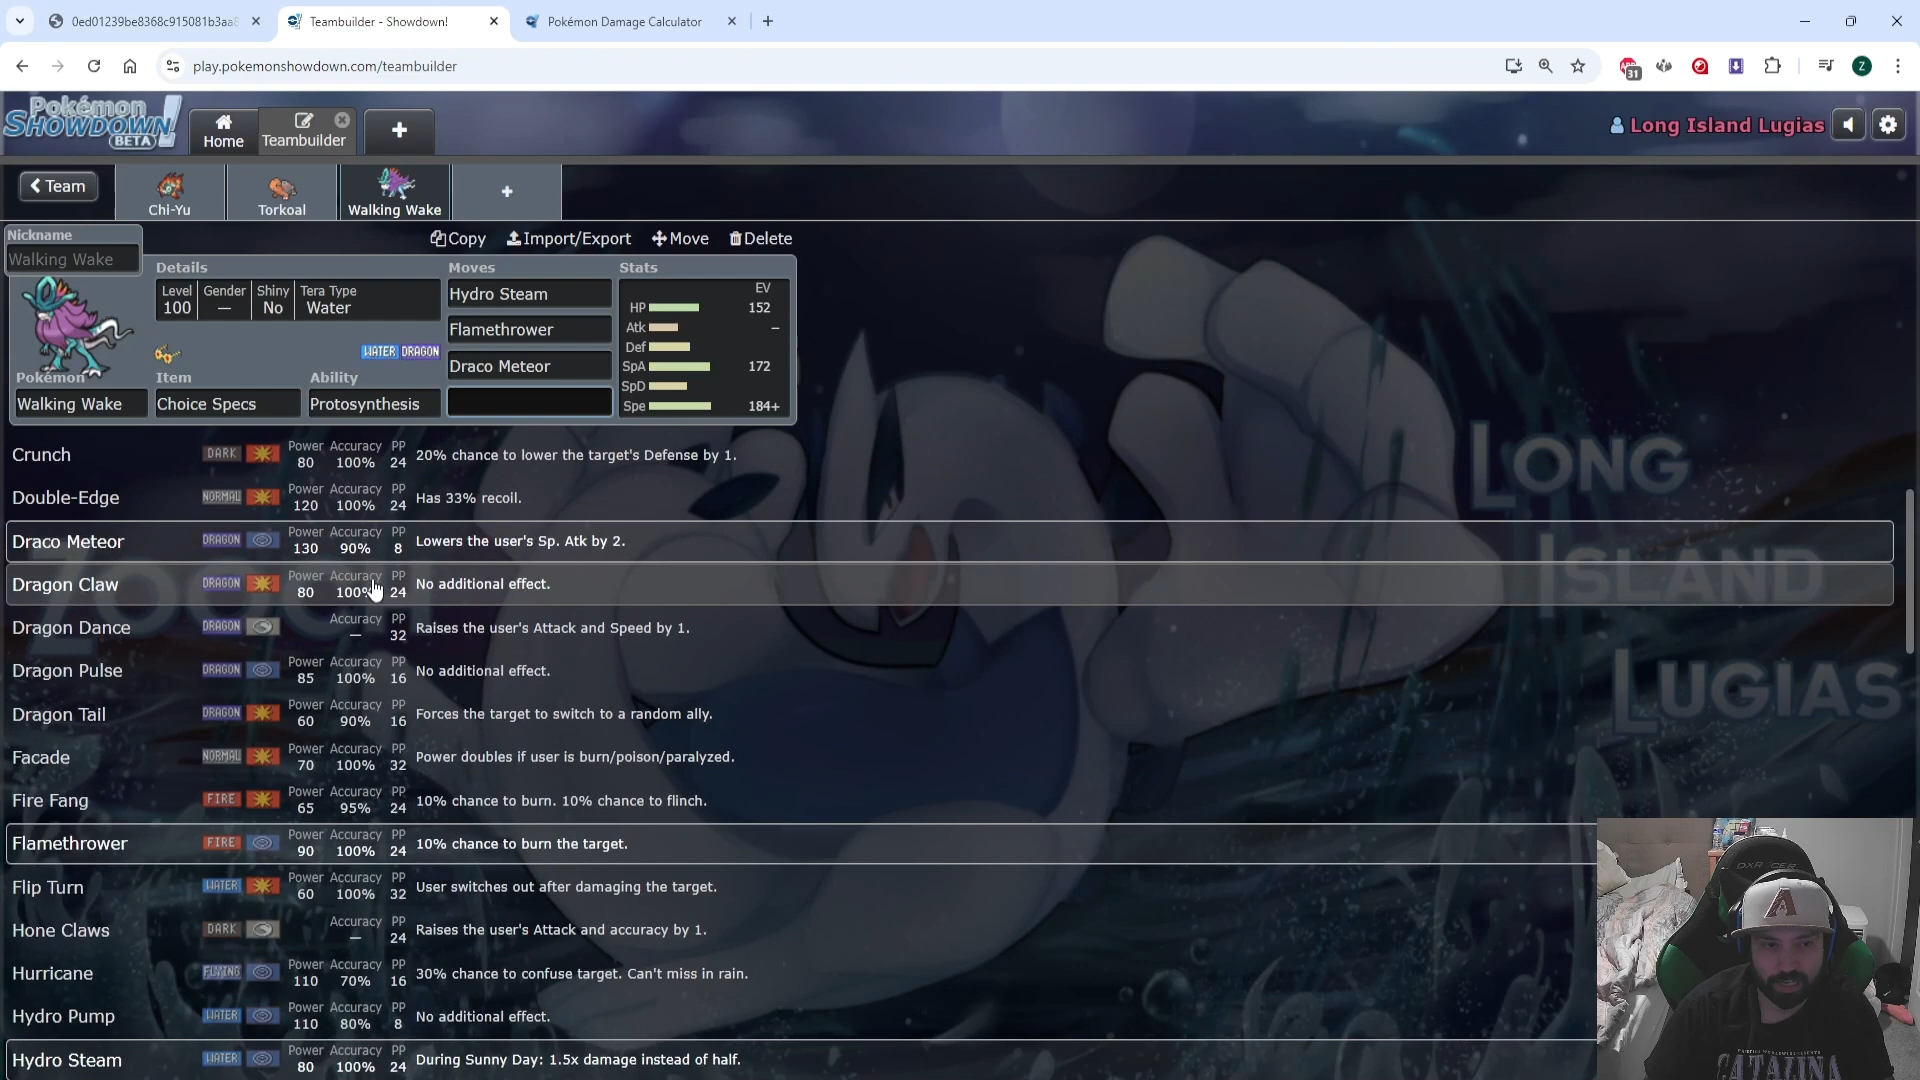 0ed01239be8368c915081b3aa8
Teambuilder - Showdown!
Pokémon Damage Calculator
play.pokemonshowdown.com/teambuilder
31
Z
Pokémon
SHOWDOWN!
BETA
Home
Teambuilder
Long Island Lugias
Team
Chi-Yu
Torkoal
Walking Wake
Nickname
Walking Wake
Copy
Import/Export
Move
Delete
Details
Level
100
Gender
—
Shiny
No
Tera Type
Water
WATER DRAGON
Pokémon
Walking Wake
Item
Choice Specs
Ability
Protosynthesis
Moves
Hydro Steam
Flamethrower
Draco Meteor
Stats
EV
HP 152
Atk –
Def
SpA 172
SpD
Spe 184+
Crunch DARK Power 80 Accuracy 100% PP 24 20% chance to lower the target's Defense by 1.
Double-Edge NORMAL Power 120 Accuracy 100% PP 24 Has 33% recoil.
Draco Meteor DRAGON Power 130 Accuracy 90% PP 8 Lowers the user's Sp. Atk by 2.
Dragon Claw DRAGON Power 80 Accuracy 100% PP 24 No additional effect.
Dragon Dance DRAGON Accuracy — PP 32 Raises the user's Attack and Speed by 1.
Dragon Pulse DRAGON Power 85 Accuracy 100% PP 16 No additional effect.
Dragon Tail DRAGON Power 60 Accuracy 90% PP 16 Forces the target to switch to a random ally.
Facade NORMAL Power 70 Accuracy 100% PP 32 Power doubles if user is burn/poison/paralyzed.
Fire Fang FIRE Power 65 Accuracy 95% PP 24 10% chance to burn. 10% chance to flinch.
Flamethrower FIRE Power 90 Accuracy 100% PP 24 10% chance to burn the target.
Flip Turn WATER Power 60 Accuracy 100% PP 32 User switches out after damaging the target.
Hone Claws DARK Accuracy — PP 24 Raises the user's Attack and accuracy by 1.
Hurricane FLYING Power 110 Accuracy 70% PP 16 30% chance to confuse target. Can't miss in rain.
Hydro Pump WATER Power 110 Accuracy 80% PP 8 No additional effect.
Hydro Steam WATER Power 80 Accuracy 100% PP 24 During Sunny Day: 1.5x damage instead of half.
LONG
ISLAND
LUGIAS
DXRACER
A
CATALINA